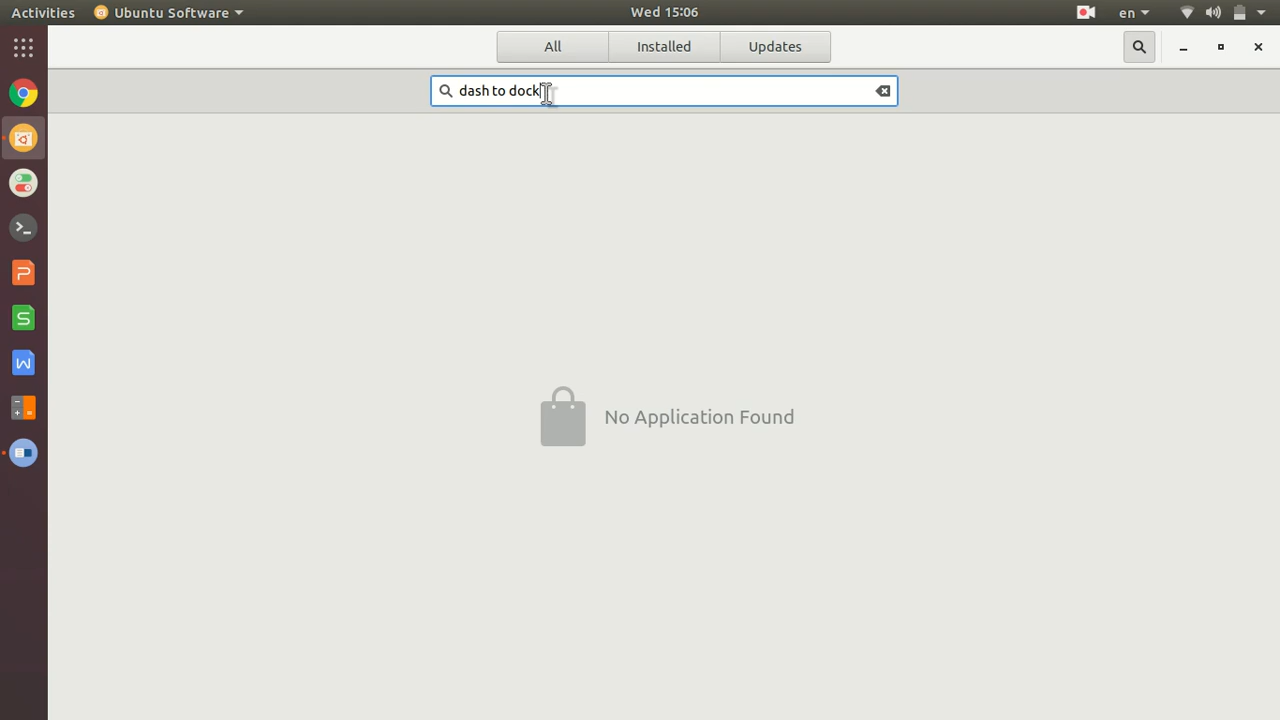 Activities Ubuntu Software Wed 15:06 en
All Installed Updates
dash to dock
No Application Found